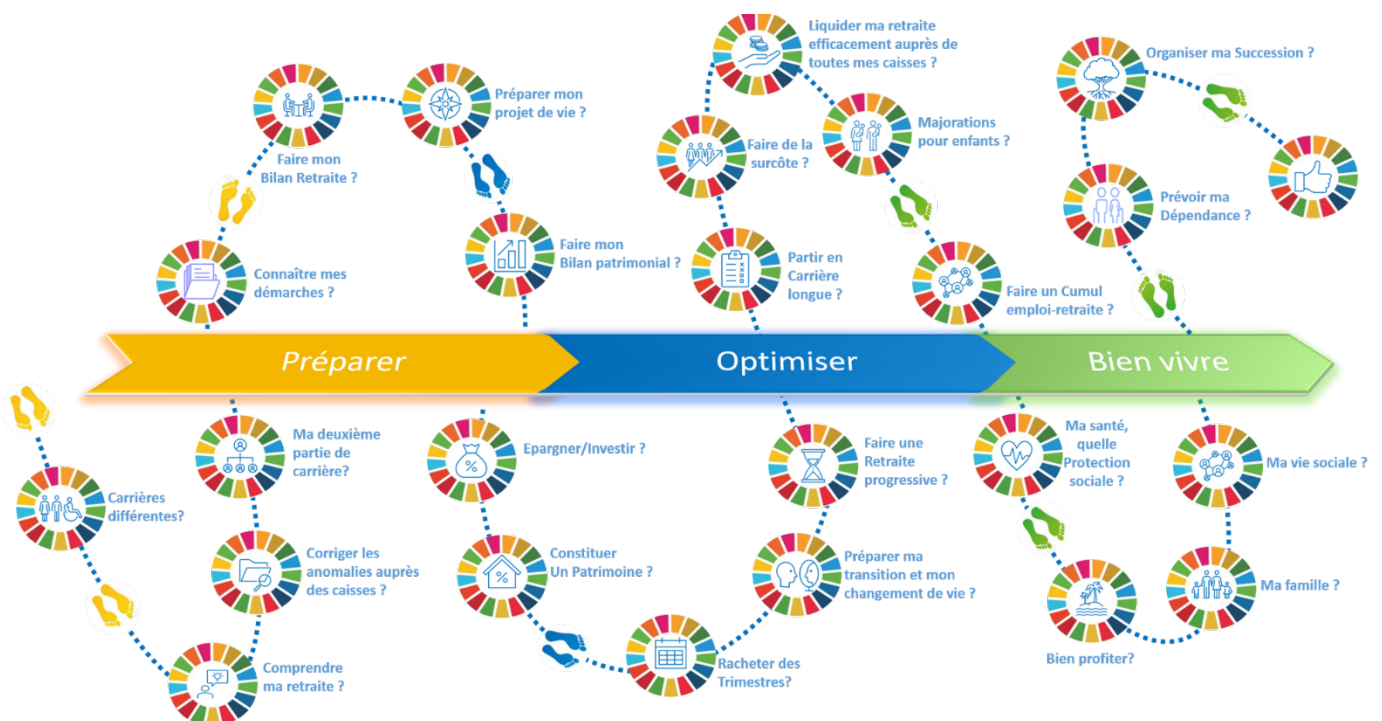 Liquider ma retraite
efficacement auprès de
toutes mes caisses ?
Organiser ma Succession ?
Préparer mon
projet de vie ?
Majorations
pour enfants ?
Faire de la
surcôte ?
Faire mon
Bilan Retraite ?
Prévoir ma
Dépendance ?
Faire mon
Bilan patrimonial ?
Partir en
Carrière
longue ?
Connaître mes
démarches ?
Faire un Cumul
emploi-retraite ?
Préparer
Optimiser
Bien vivre
Ma deuxième
partie de
carrière?
Epargner/Investir ?
Faire une
Retraite
progressive ?
Ma santé,
quelle
Protection
sociale ?
Ma vie sociale ?
Carrières
différentes?
Corriger les
anomalies auprès
des caisses ?
%
Constituer
Un Patrimoine ?
%
Préparer ma
transition et mon
changement de vie ?
Ma famille ?
Bien profiter?
Comprendre
ma retraite ?
Racheter des
Trimestres?